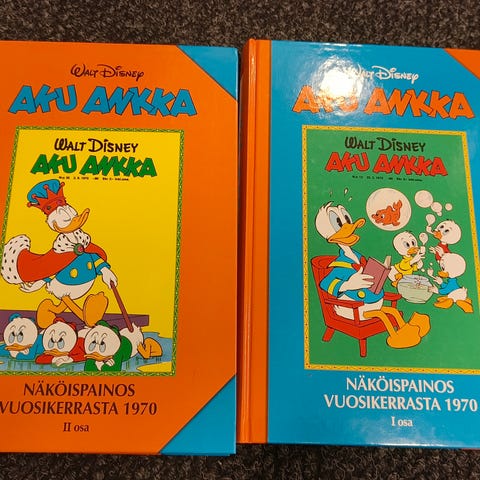 Walt Disney
AKU ANKKA
WALT DISNEY
AKU ANKKA
NÄKÖISPAINOS
VUOSIKERRASTA 1970
II osa
Walt Disney
AKU ANKKA
WALT DISNEY
AKU ANKKA
NÄKÖISPAINOS
VUOSIKERRASTA 1970
I osa